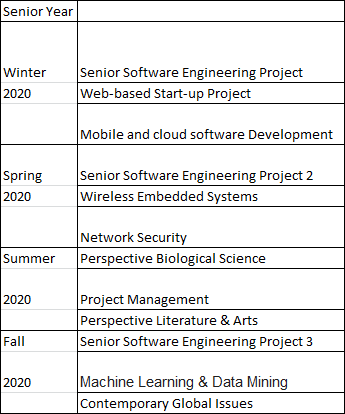 Senior Year
Winter Senior Software Engineering Project
2020 Web-based Start-up Project
Mobile and cloud software Development
Spring Senior Software Engineering Project 2
2020 Wireless Embedded Systems
Network Security
Summer Perspective Biological Science
2020 Project Management
Perspective Literature & Arts
Fall Senior Software Engineering Project 3
2020 Machine Learning & Data Mining
Contemporary Global Issues